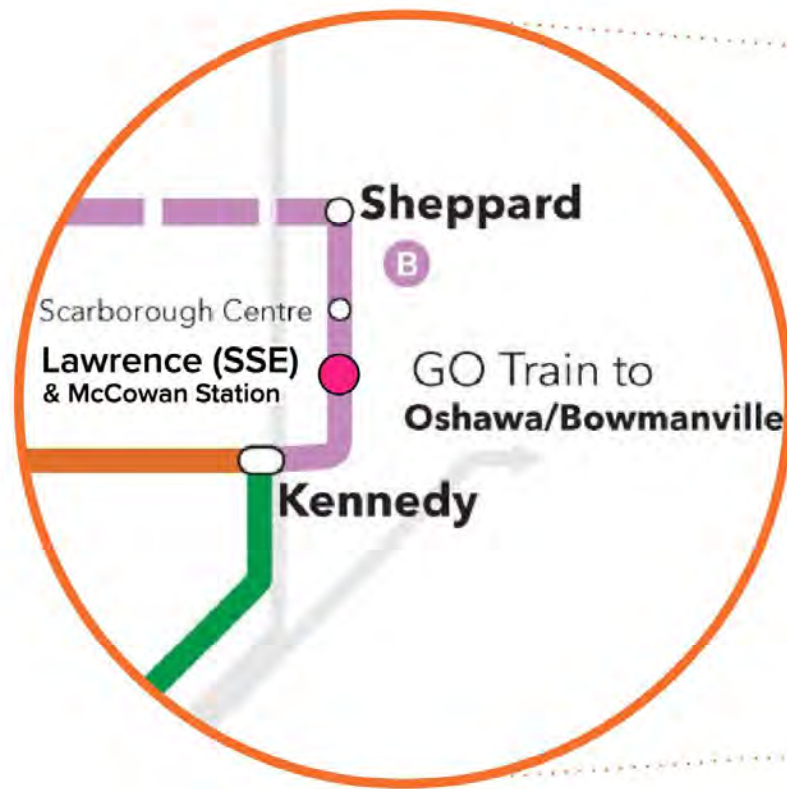 Sheppard
B
Scarborough Centre
Lawrence (SSE)
& McCowan Station
GO Train to
Oshawa/Bowmanville
Kennedy